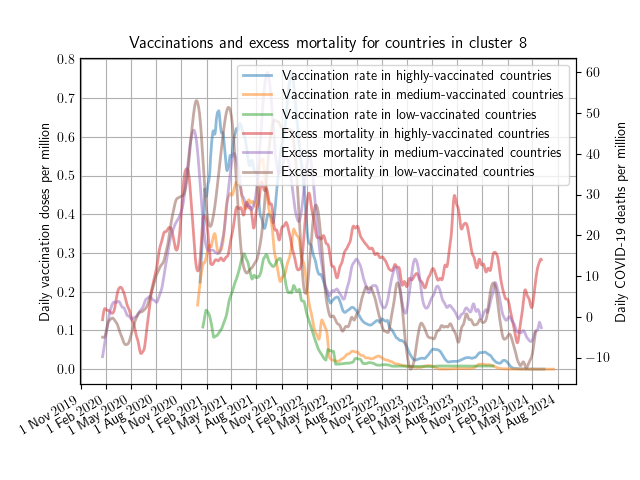 Vaccinations and excess mortality for countries in cluster 8
Vaccination rate in highly-vaccinated countries
Vaccination rate in medium-vaccinated countries
Vaccination rate in low-vaccinated countries
Excess mortality in highly-vaccinated countries
Excess mortality in medium-vaccinated countries
Excess mortality in low-vaccinated countries
Daily vaccination doses per million
0.8
0.7
0.6
0.5
0.4
0.3
0.2
0.1
0.0
Daily COVID-19 deaths per million
60
50
40
30
20
10
0
−10
1 Nov 2019
1 Feb 2020
1 May 2020
1 Aug 2020
1 Nov 2020
1 Feb 2021
1 May 2021
1 Aug 2021
1 Nov 2021
1 Feb 2022
1 May 2022
1 Aug 2022
1 Nov 2022
1 Feb 2023
1 May 2023
1 Aug 2023
1 Nov 2023
1 Feb 2024
1 May 2024
1 Aug 2024